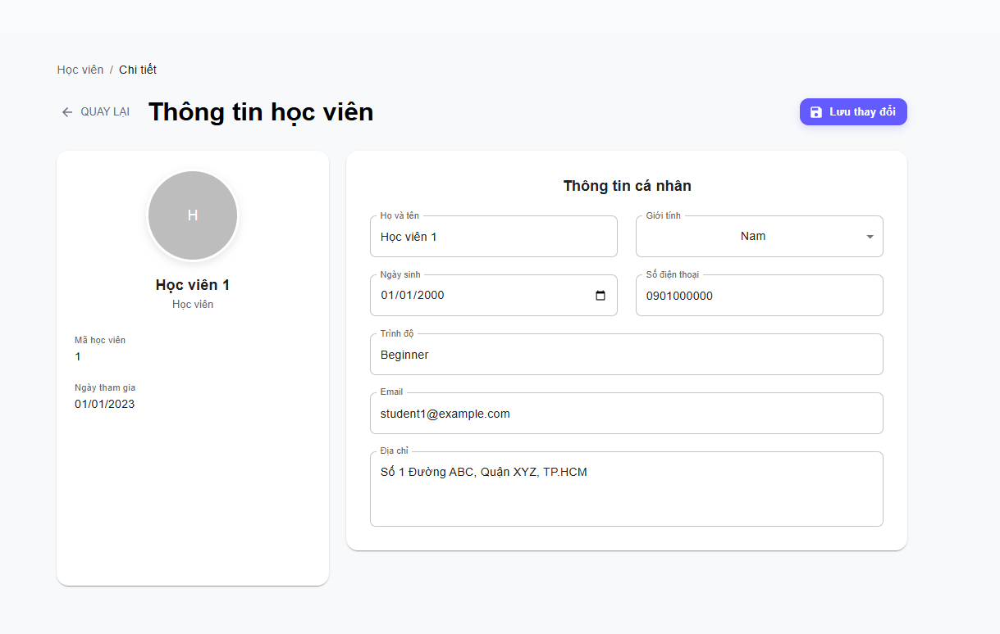 Học viên / Chi tiết
QUAY LẠI
Thông tin học viên
Lưu thay đổi
H
Học viên 1
Học viên
Mã học viên
1
Ngày tham gia
01/01/2023
Thông tin cá nhân
Họ và tên
Học viên 1
Giới tính
Nam
Ngày sinh
01/01/2000
Số điện thoại
0901000000
Trình độ
Beginner
Email
student1@example.com
Địa chỉ
Số 1 Đường ABC, Quận XYZ, TP.HCM